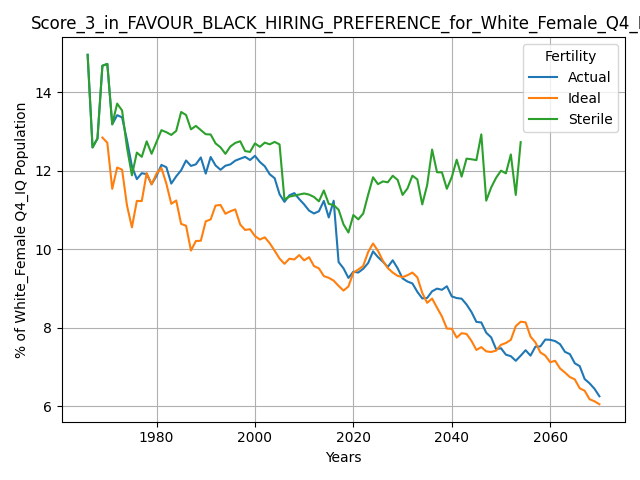 Score_3_in_FAVOUR_BLACK_HIRING_PREFERENCE_for_White_Female_Q4_
Fertility
Actual
Ideal
Sterile
% of White_Female Q4_IQ Population
14
12
10
8
6
1980 2000 2020 2040 2060
Years